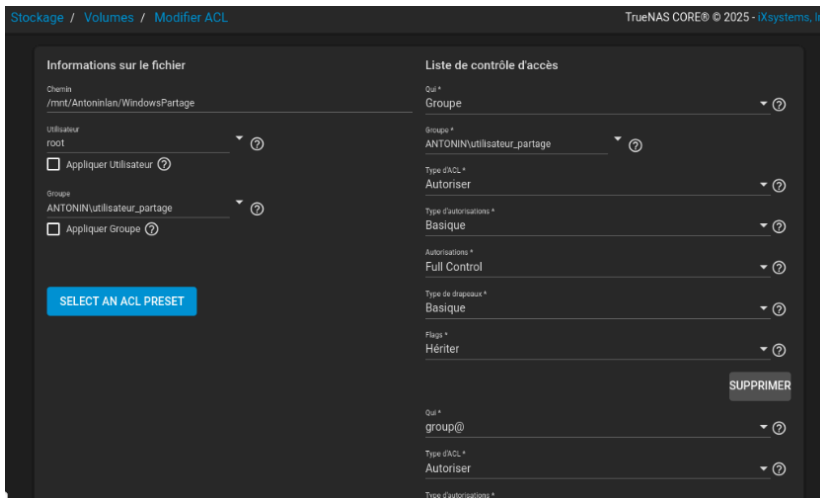 Stockage / Volumes / Modifier ACL
TrueNAS CORE® © 2025 - iXsystems, In
Informations sur le fichier
Chemin
/mnt/Antoninlan/WindowsPartage
Utilisateur
root
Appliquer Utilisateur
Groupe
ANTONIN\utilisateur_partage
Appliquer Groupe
SELECT AN ACL PRESET
Liste de contrôle d'accès
Qui *
Groupe
Groupe *
ANTONIN\utilisateur_partage
Type d'ACL *
Autoriser
Type d'autorisations *
Basique
Autorisations *
Full Control
Type de drapeaux *
Basique
Flags *
Hériter
SUPPRIMER
Qui *
group@
Type d'ACL *
Autoriser
Type d'autorisations *